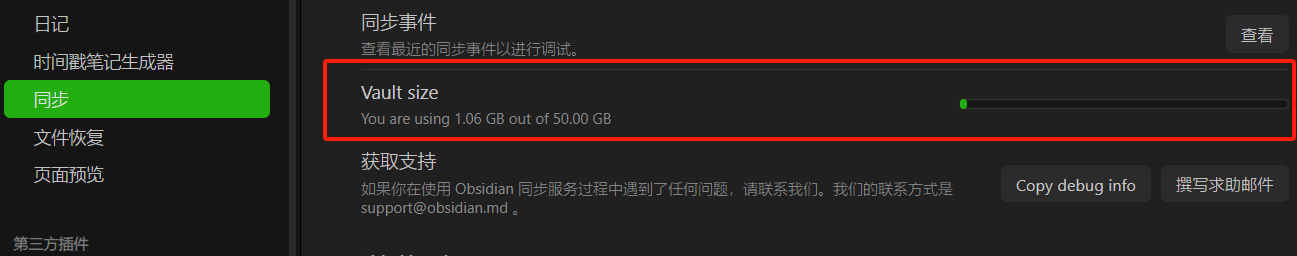 日记
时间戳笔记生成器
同步
文件恢复
页面预览
第三方插件
同步事件
查看最近的同步事件以进行调试。
查看
Vault size
You are using 1.06 GB out of 50.00 GB
获取支持
如果你在使用 Obsidian 同步服务过程中遇到了任何问题，请联系我们。我们的联系方式是
support@obsidian.md 。
Copy debug info
撰写求助邮件